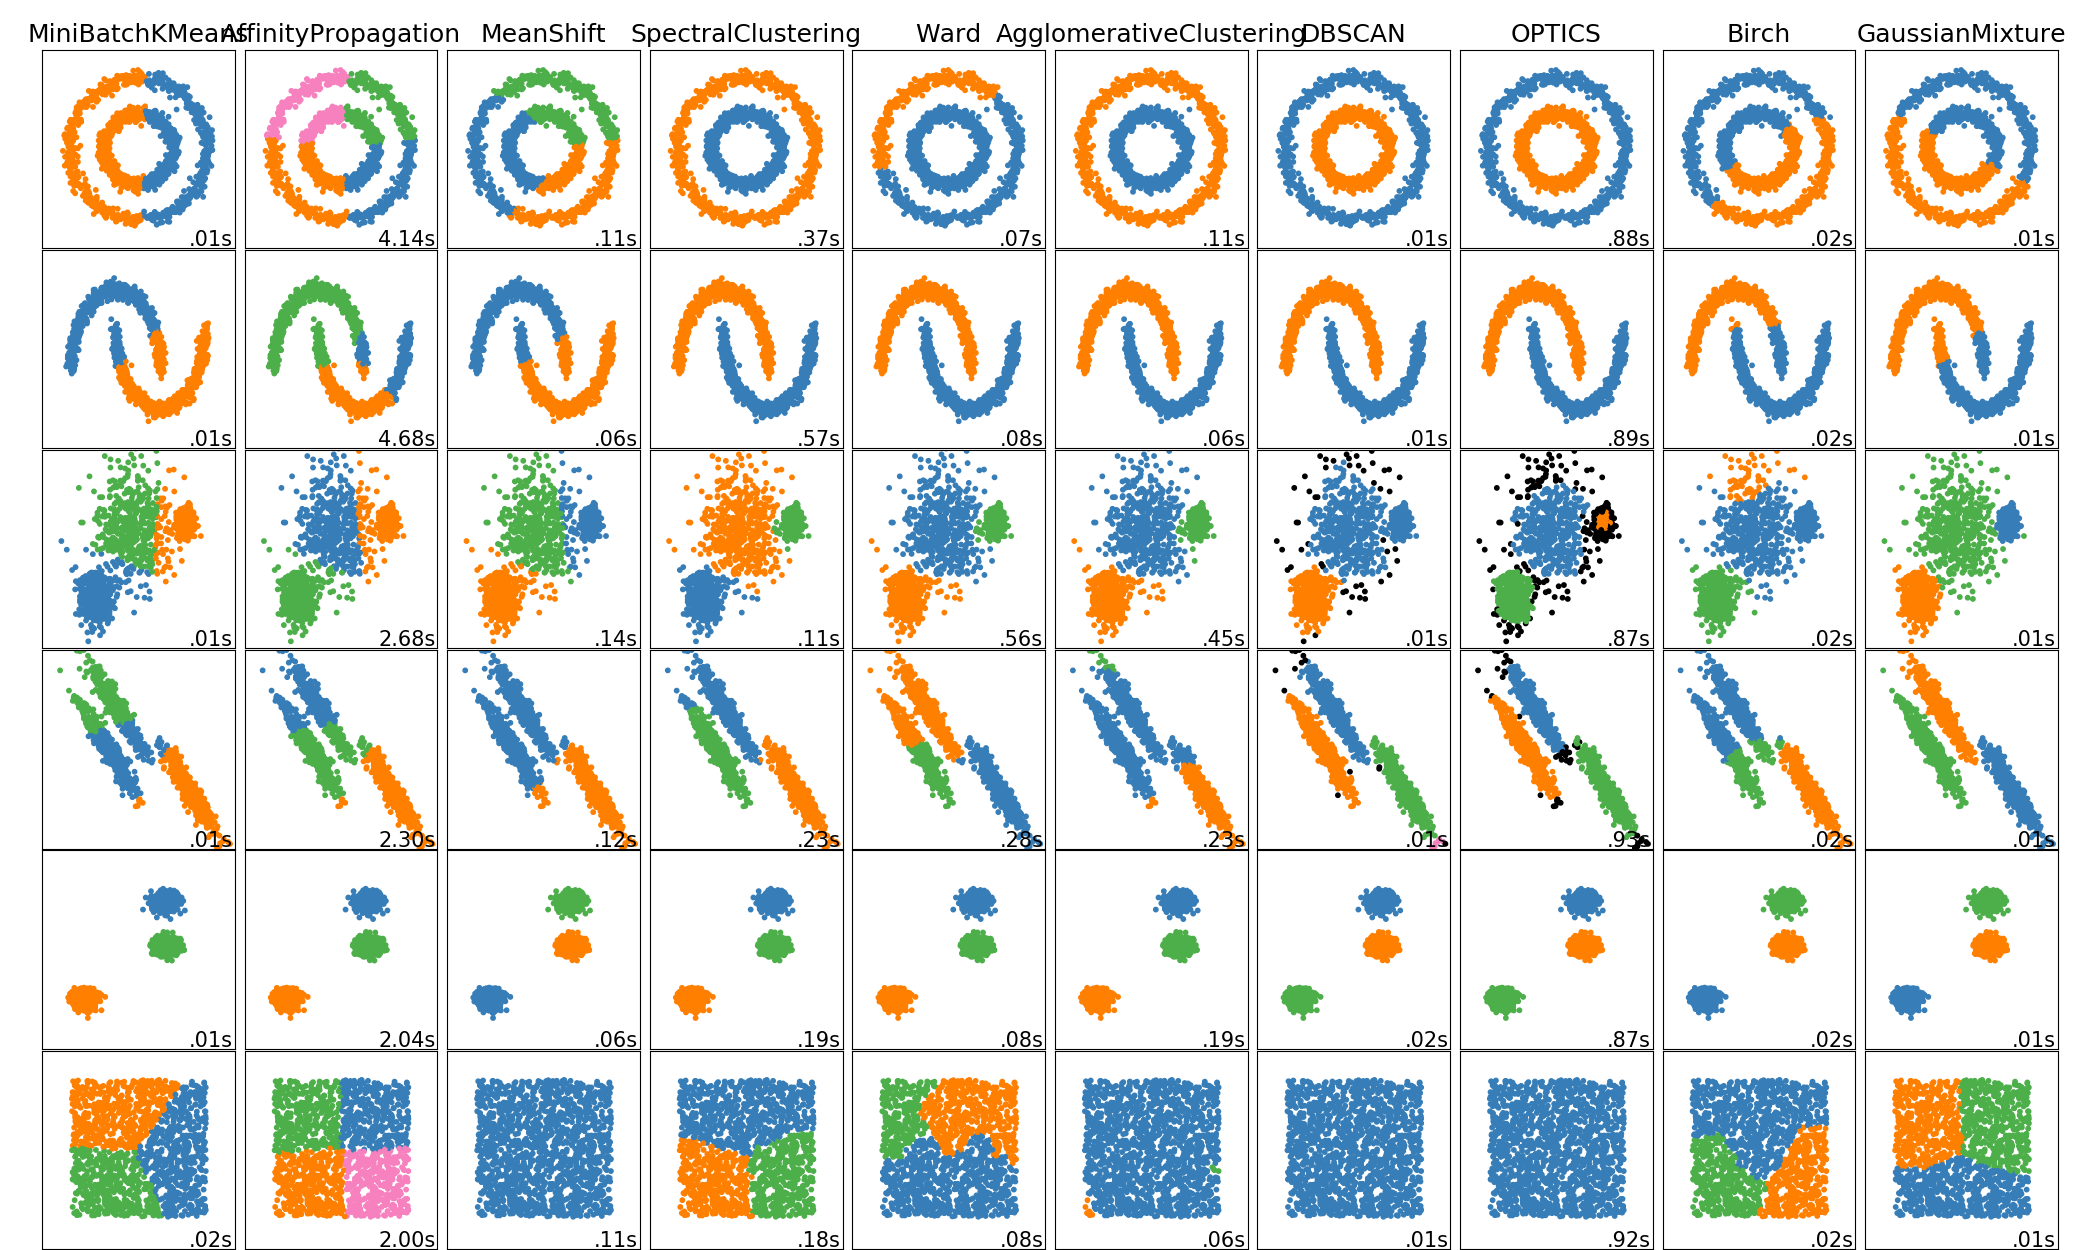 MiniBatchKMeans AffinityPropagation MeanShift SpectralClustering Ward AgglomerativeClustering DBSCAN OPTICS Birch GaussianMixture
.01s 4.14s .11s .37s .07s .11s .01s .88s .02s .01s
.01s 4.68s .06s .57s .08s .06s .01s .89s .02s .01s
.01s 2.68s .14s .11s .56s .45s .01s .87s .02s .01s
.01s 2.30s .12s .23s .28s .23s .01s .93s .02s .01s
.01s 2.04s .06s .19s .08s .19s .02s .87s .02s .01s
.02s 2.00s .11s .18s .08s .06s .01s .92s .02s .01s